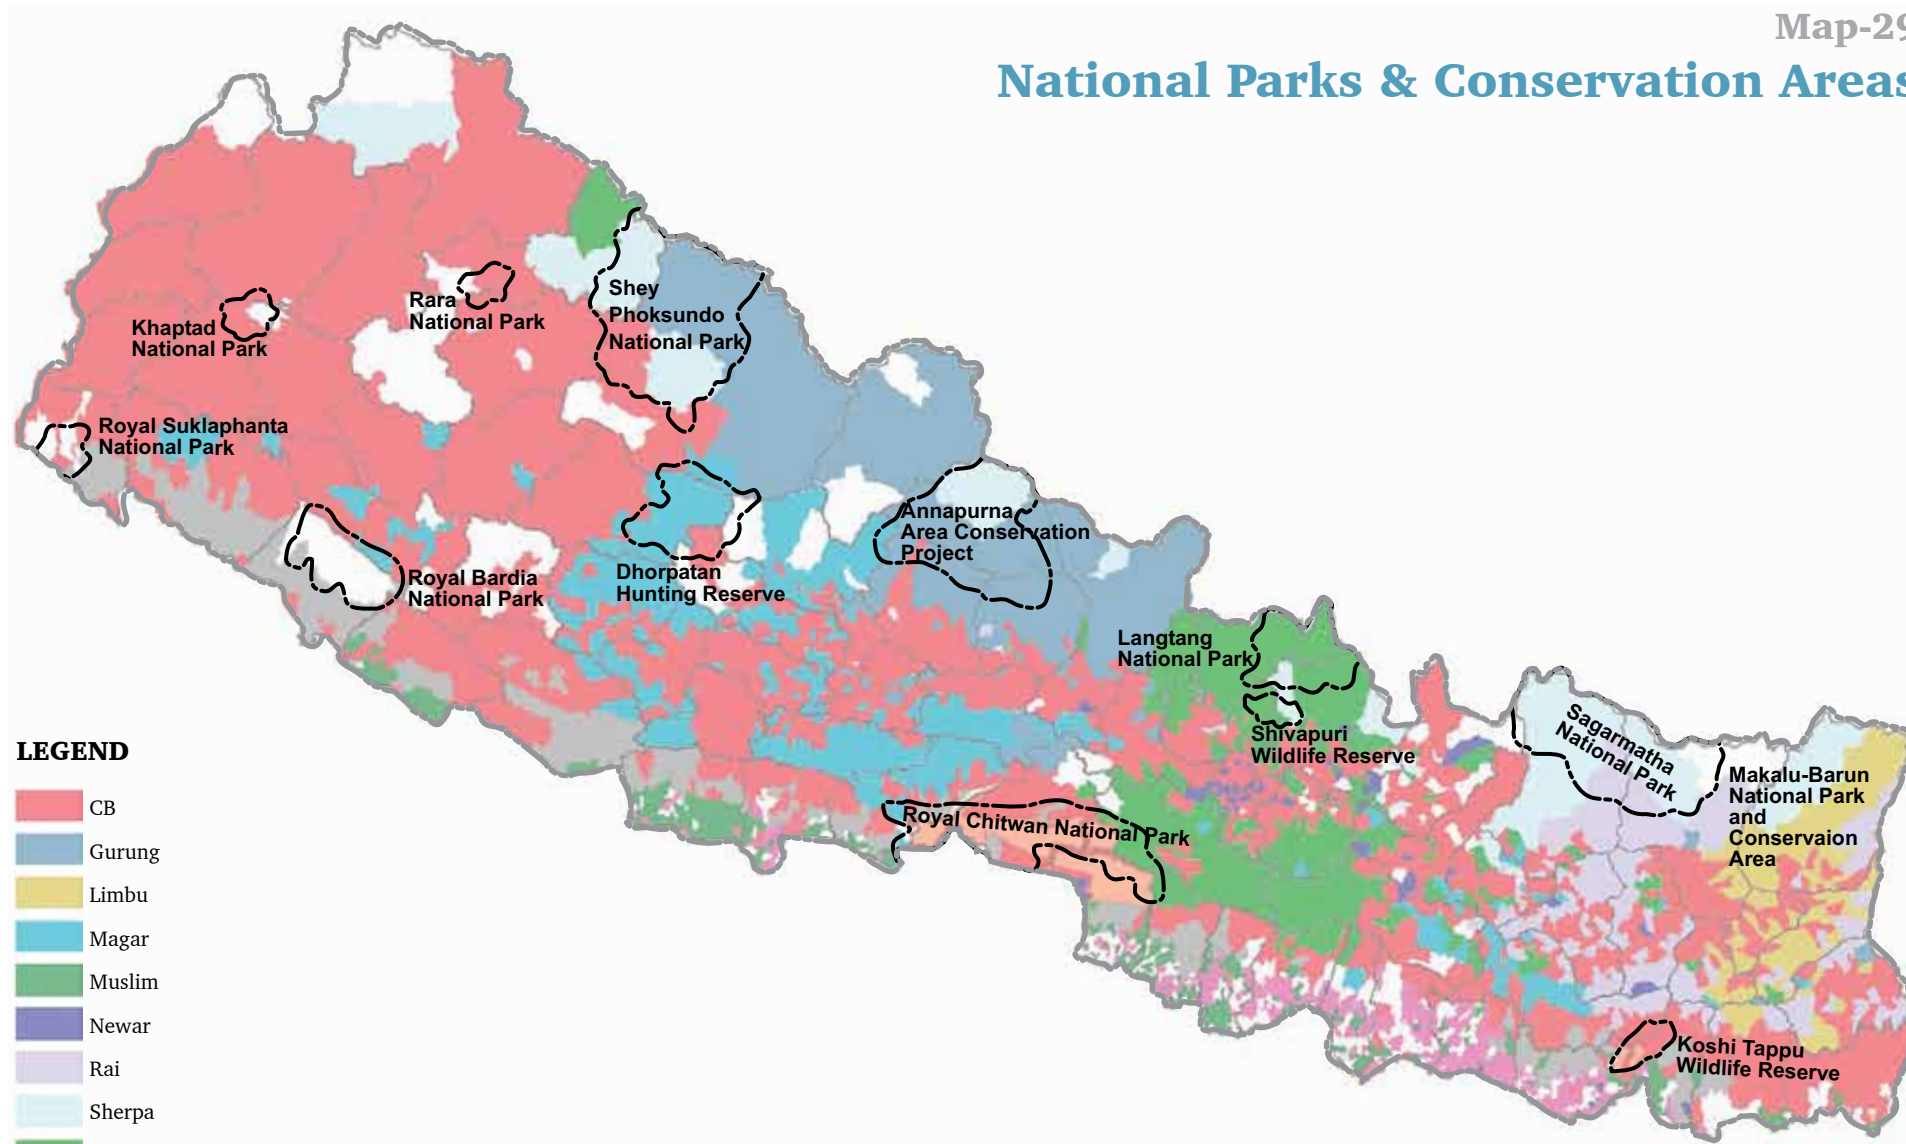 Map-29
National Parks & Conservation Areas
Khaptad
National Park
Rara
National Park
Shey
Phoksundo
National Park
Royal Suklaphanta
National Park
Royal Bardia
National Park
Dhorpatan
Hunting Reserve
Annapurna
Area Conservation
Project
Langtang
National Park
Shivapuri
Wildlife Reserve
Royal Chitwan National Park
Sagarmatha
National Park
Makalu-Barun
National Park
and
Conservaion
Area
Koshi Tappu
Wildlife Reserve
LEGEND
CB
Gurung
Limbu
Magar
Muslim
Newar
Rai
Sherpa